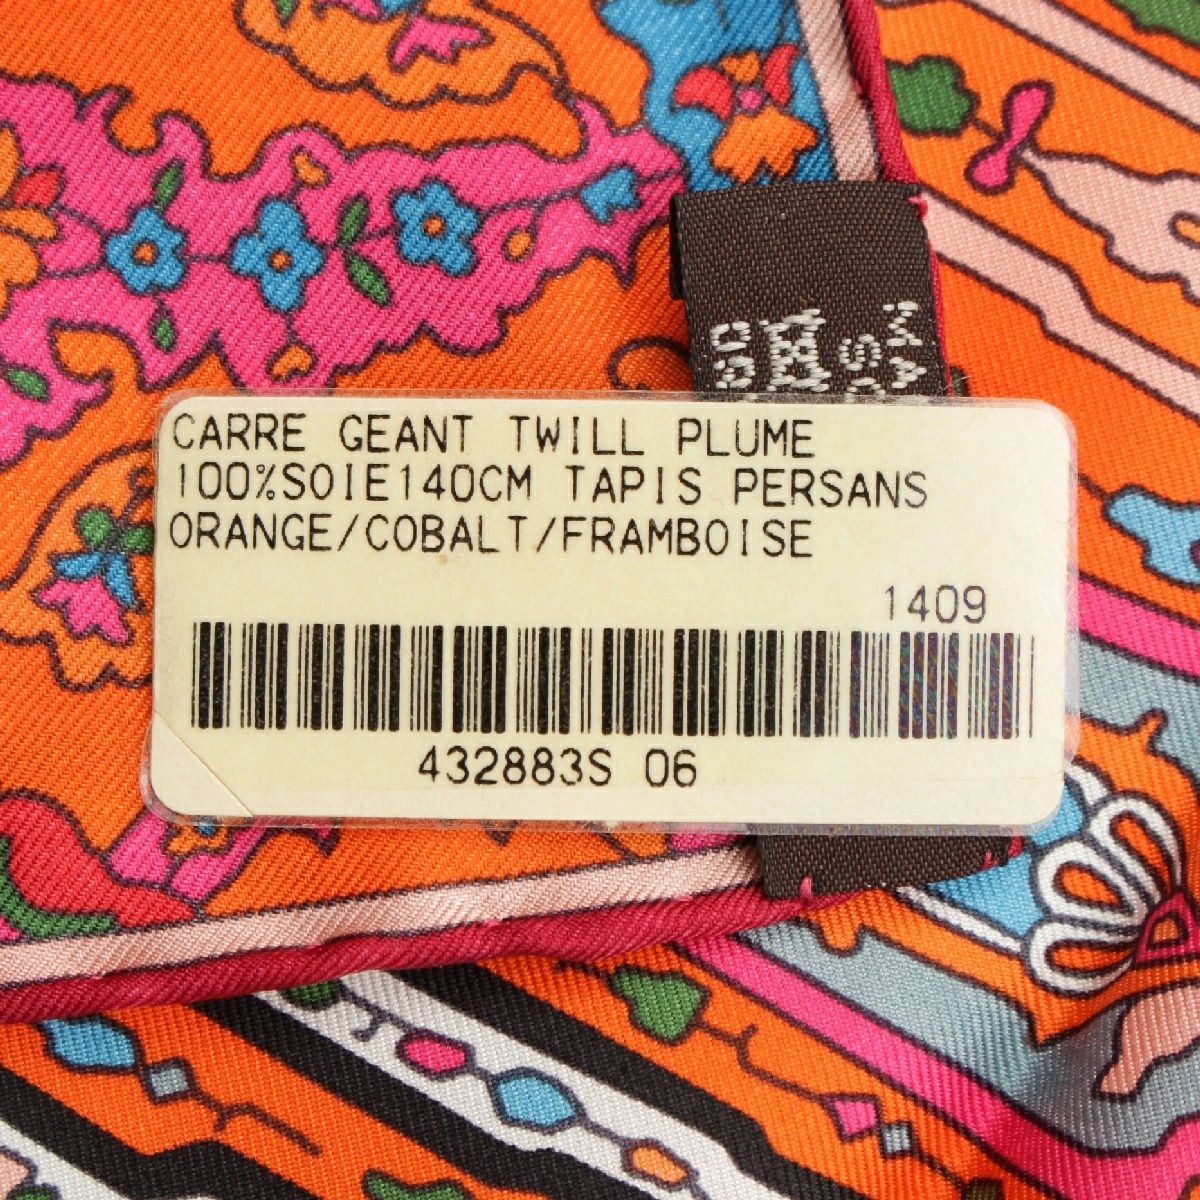 CARRE GEANT TWILL PLUME
100%SOIE140CM TAPIS PERSANS
ORANGE/COBALT/FRAMBOISE
1409
432883S 06